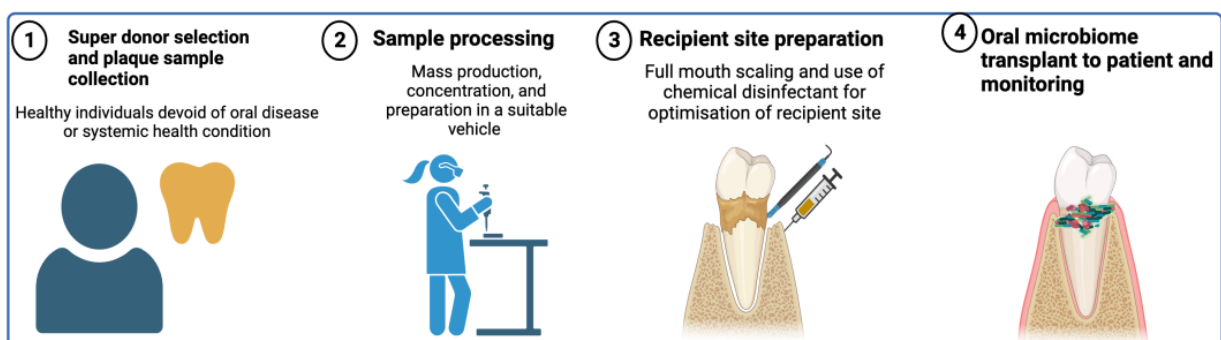 1
Super donor selection
and plaque sample
collection
Healthy individuals devoid of oral disease
or systemic health condition
2
Sample processing
Mass production,
concentration, and
preparation in a suitable
vehicle
3
Recipient site preparation
Full mouth scaling and use of
chemical disinfectant for
optimisation of recipient site
4
Oral microbiome
transplant to patient and
monitoring